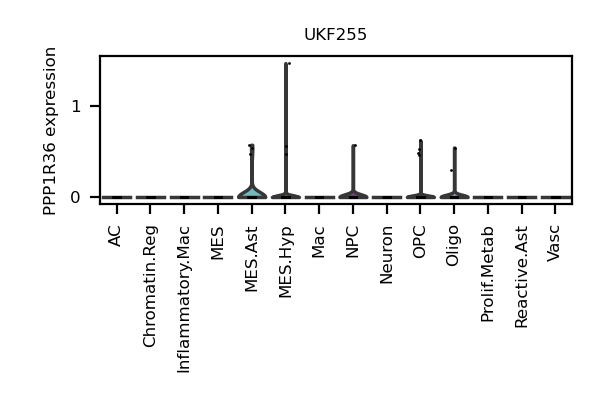 UKF255
PPP1R36 expression
1
0
AC
Chromatin.Reg
Inflammatory.Mac
MES
MES.Ast
MES.Hyp
Mac
NPC
Neuron
OPC
Oligo
Prolif.Metab
Reactive.Ast
Vasc